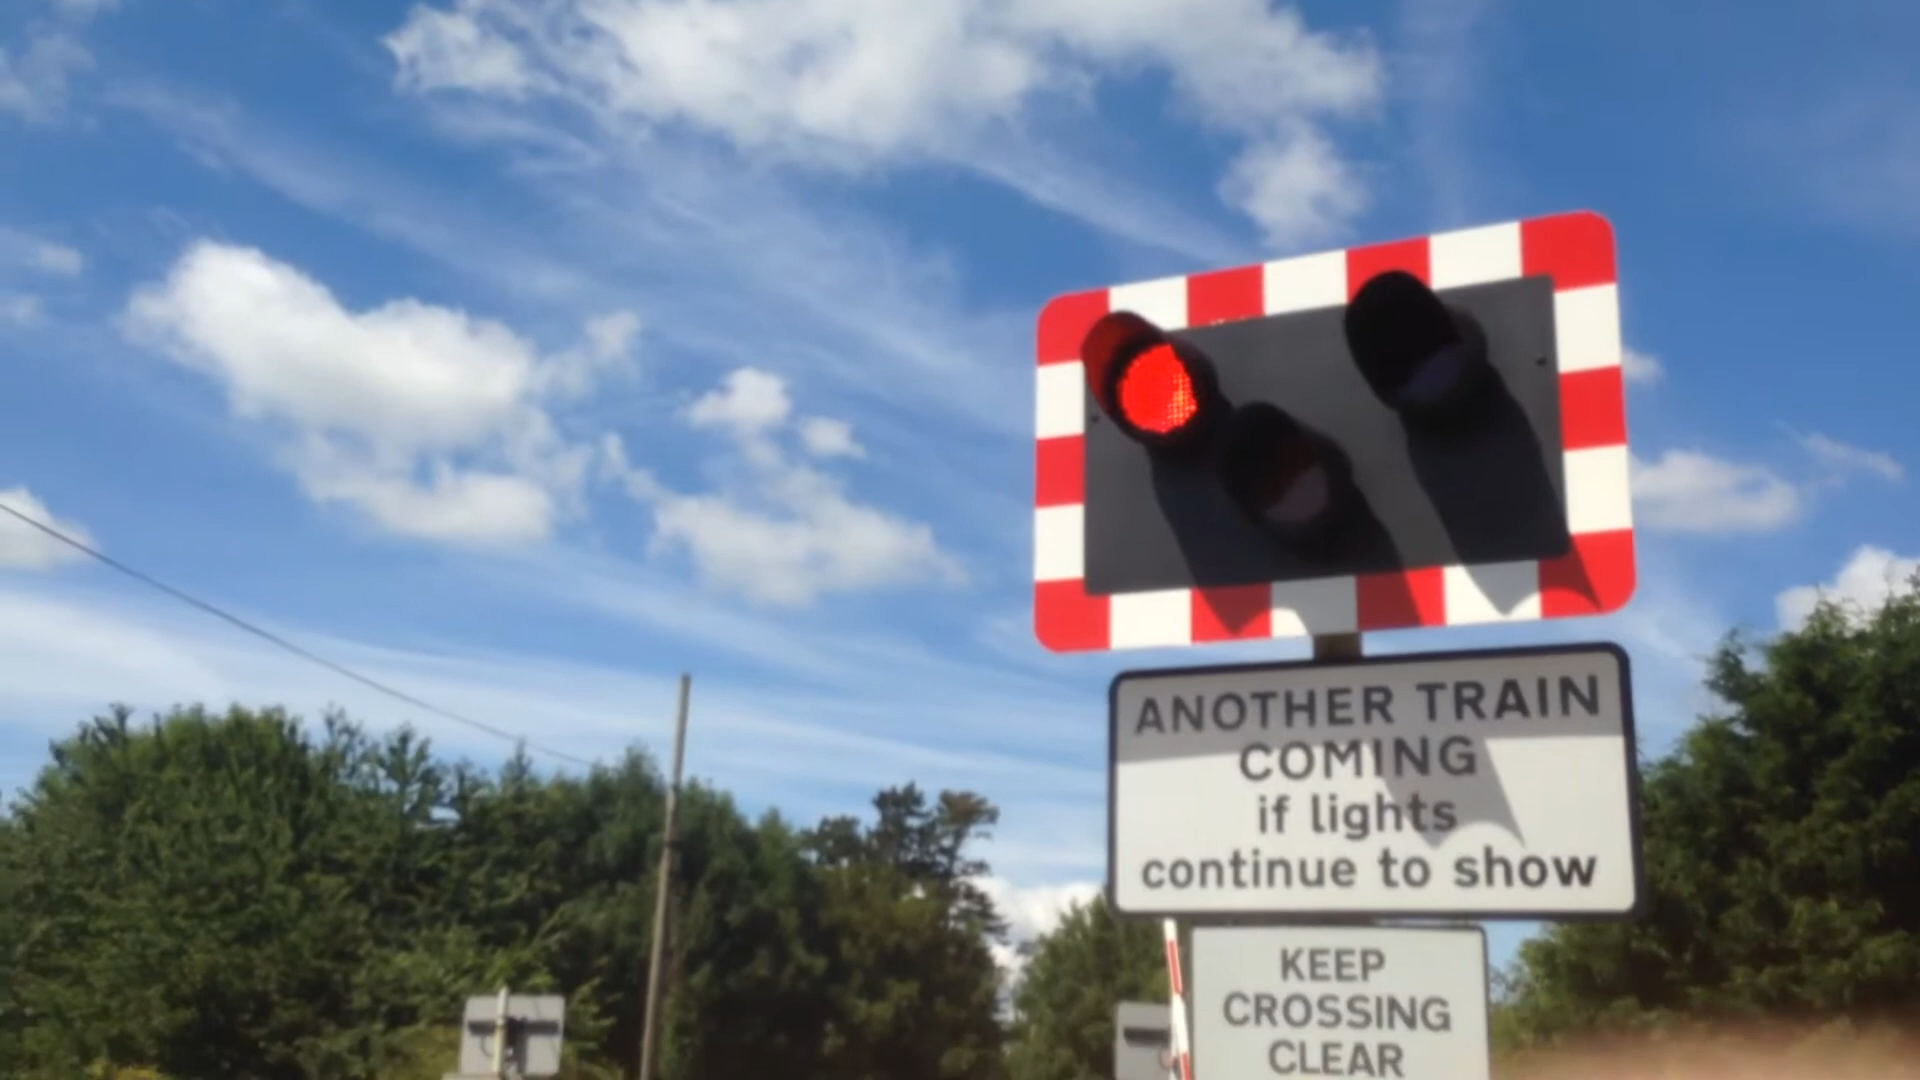 ANOTHER TRAIN
COMING
if lights
continue to show
KEEP
CROSSING
CLEAR